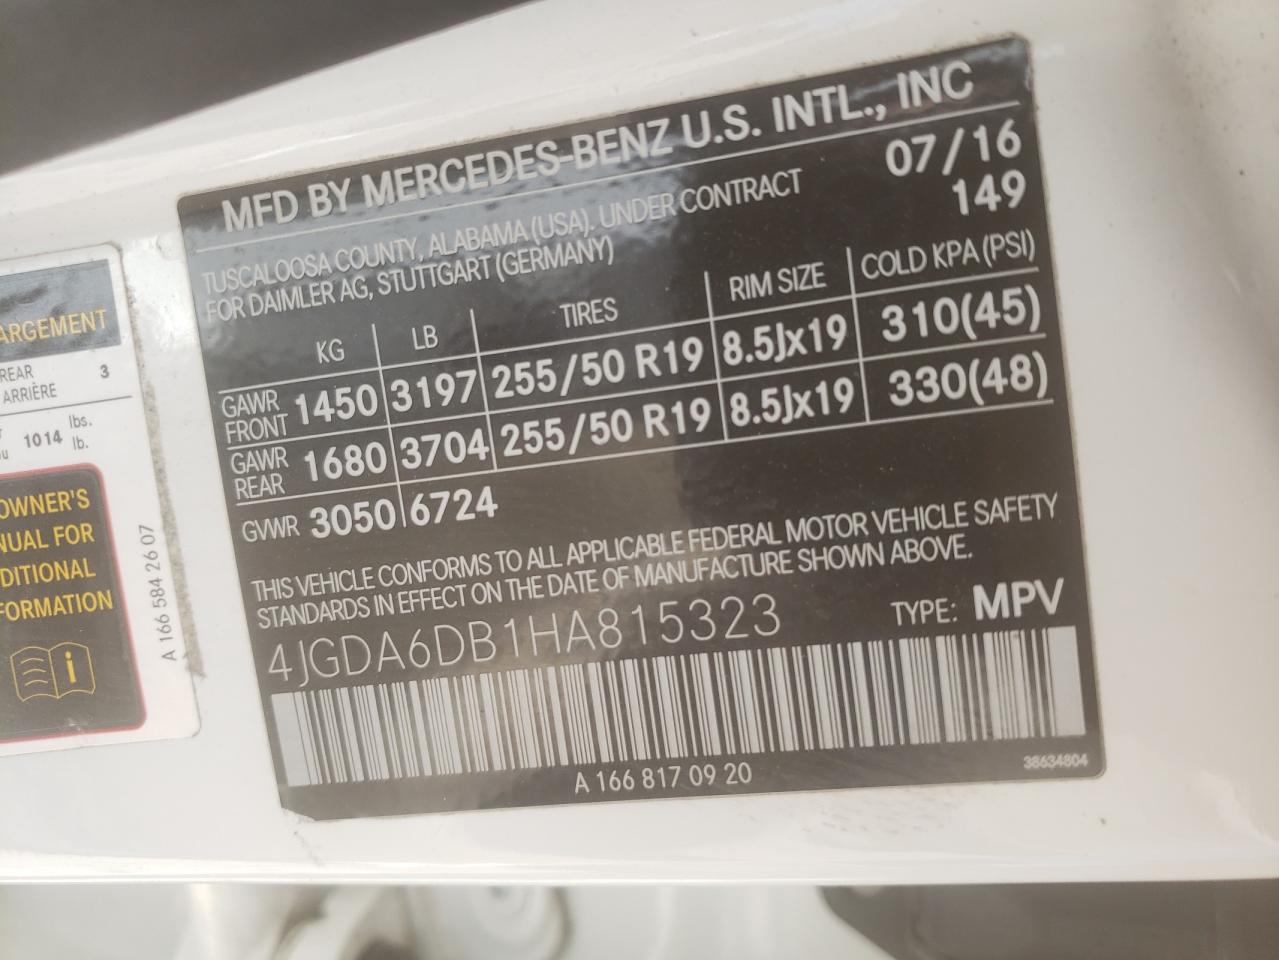 MFD BY MERCEDES-BENZ U.S. INTL., INC
TUSCALOOSA COUNTY, ALABAMA (USA). UNDER CONTRACT
FOR DAIMLER AG, STUTTGART (GERMANY)
07/16
149
KG LB TIRES RIM SIZE COLD KPA (PSI)
GAWR FRONT 1450 3197 255/50 R19 8.5Jx19 310(45)
GAWR REAR 1680 3704 255/50 R19 8.5Jx19 330(48)
GVWR 3050 6724
THIS VEHICLE CONFORMS TO ALL APPLICABLE FEDERAL MOTOR VEHICLE SAFETY
STANDARDS IN EFFECT ON THE DATE OF MANUFACTURE SHOWN ABOVE.
4JGDA6DB1HA815323 TYPE: MPV
A 166 817 09 20
38634804
ARGEMENT
REAR
ARRIÈRE 3
1014 lbs.
lb.
OWNER'S
NUAL FOR
DITIONAL
FORMATION
A 166 584 26 07